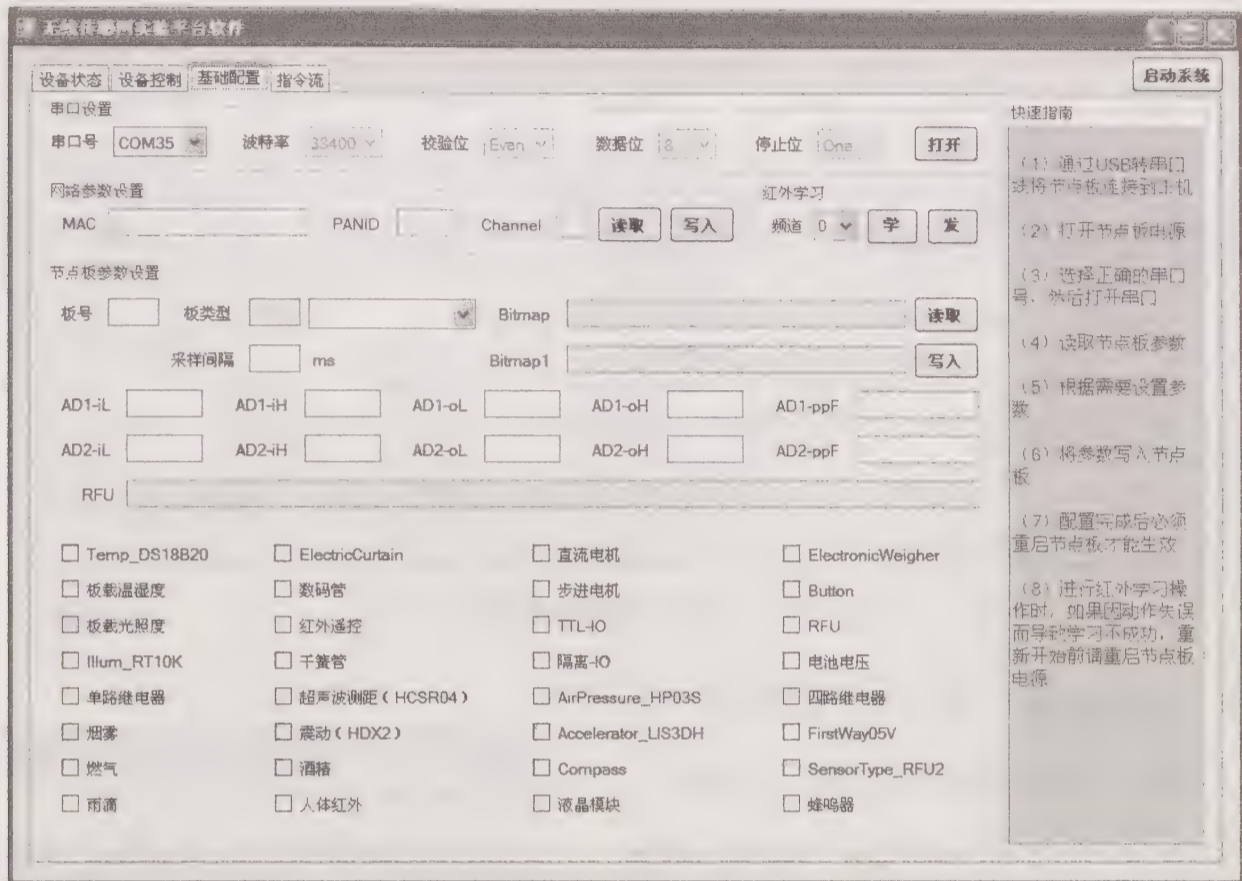 无线传感网实验平台软件
设备状态 设备控制 基础配置 指令流 启动系统
串口设置
串口号 COM35 波特率 38400 校验位 Even 数据位 8 停止位 One 打开
网络参数设置 红外学习
MAC PANID Channel 读取 写入 频道 0 学 发
节点板参数设置
板号 板类型 Bitmap 读取
采样间隔 ms Bitmap1 写入
AD1-iL AD1-iH AD1-oL AD1-oH AD1-ppF
AD2-iL AD2-iH AD2-oL AD2-oH AD2-ppF
RFU
Temp_DS18B20 ElectricCurtain 直流电机 ElectronicWeigher
板载温湿度 数码管 步进电机 Button
板载光照度 红外遥控 TTL-IO RFU
Illum_RT10K 干簧管 隔离-IO 电池电压
单路继电器 超声波测距（HCSR04） AirPressure_HP03S 四路继电器
烟雾 震动（HDX2） Accelerator_LIS3DH FirstWay05V
燃气 酒精 Compass SensorType_RFU2
雨滴 人体红外 液晶模块 蜂鸣器
快速指南
（1）通过USB转串口
线将节点板连接到主机
（2）打开节点板电源
（3）选择正确的串口
号，然后打开串口
（4）读取节点板参数
（5）根据需要设置参
数
（6）将参数写入节点
板
（7）配置完成后必须
重启节点板才能生效
（8）进行红外学习操
作时，如果因动作失误
而导致学习不成功，重
新开始前请重启节点板
电源